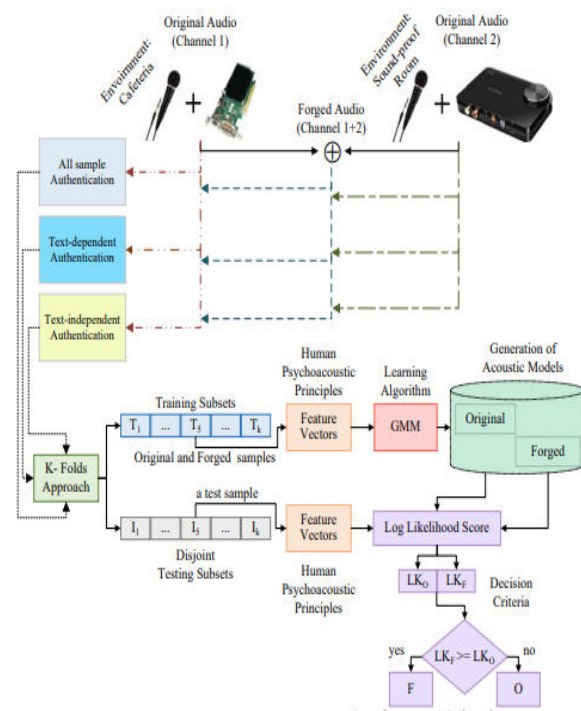 Original Audio
(Channel 1)
Envoirnment:
Cafeteria
Original Audio
(Channel 2)
Environment:
Sound-proof
Room
Forged Audio
(Channel 1+2)
All sample
Authentication
Text-dependent
Authentication
Text-independent
Authentication
Training Subsets
T1 ... T5 ... Tk
Original and Forged samples
Human
Psychoacoustic
Principles
Feature
Vectors
Learning
Algorithm
GMM
Generation of
Acoustic Models
Original
Forged
K- Folds
Approach
a test sample
I1 ... I5 ... Ik
Disjoint
Testing Subsets
Feature
Vectors
Human
Psychoacoustic
Principles
Log Likelihood Score
LKO LKF
Decision
Criteria
yes
LKF>= LKO
no
F
O